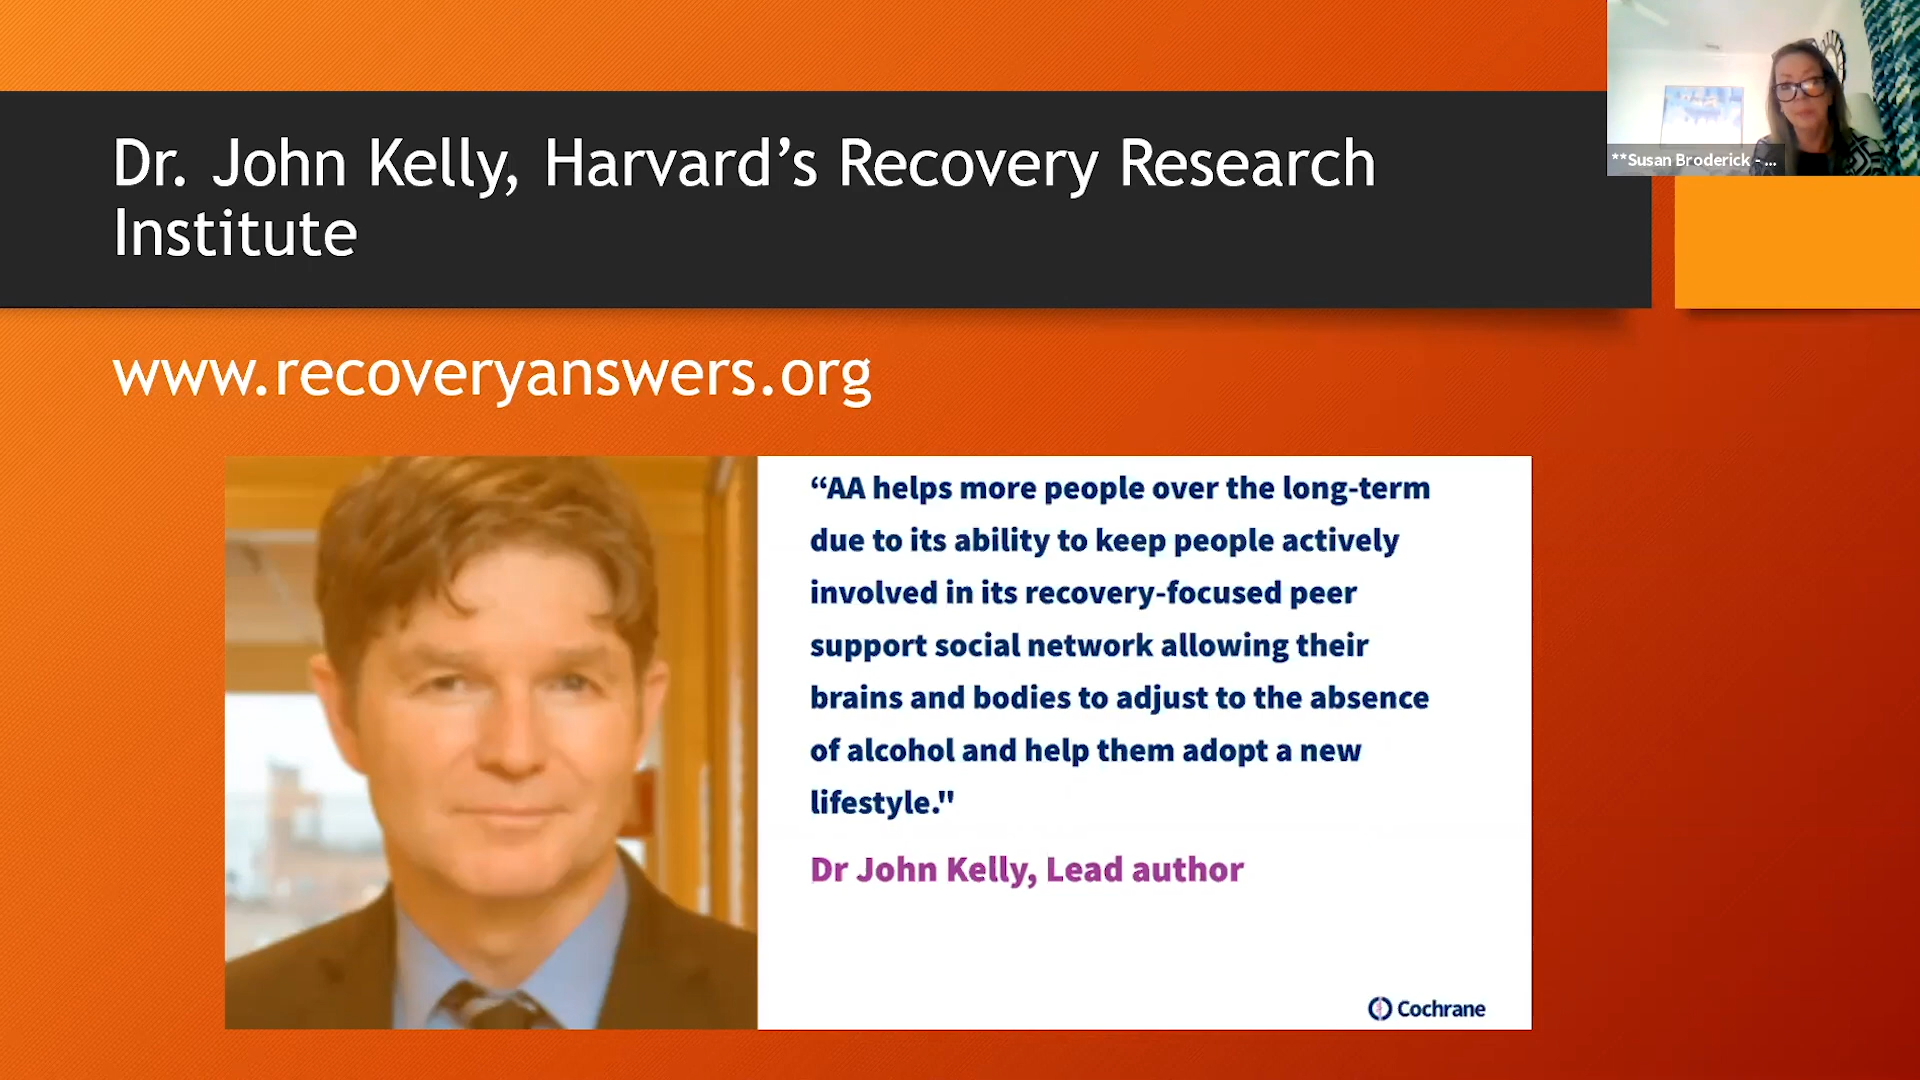 Dr. John Kelly, Harvard’s Recovery Research
Institute
**Susan Broderick - ...
www.recoveryanswers.org
“AA helps more people over the long-term
due to its ability to keep people actively
involved in its recovery-focused peer
support social network allowing their
brains and bodies to adjust to the absence
of alcohol and help them adopt a new
lifestyle."
Dr John Kelly, Lead author
Cochrane